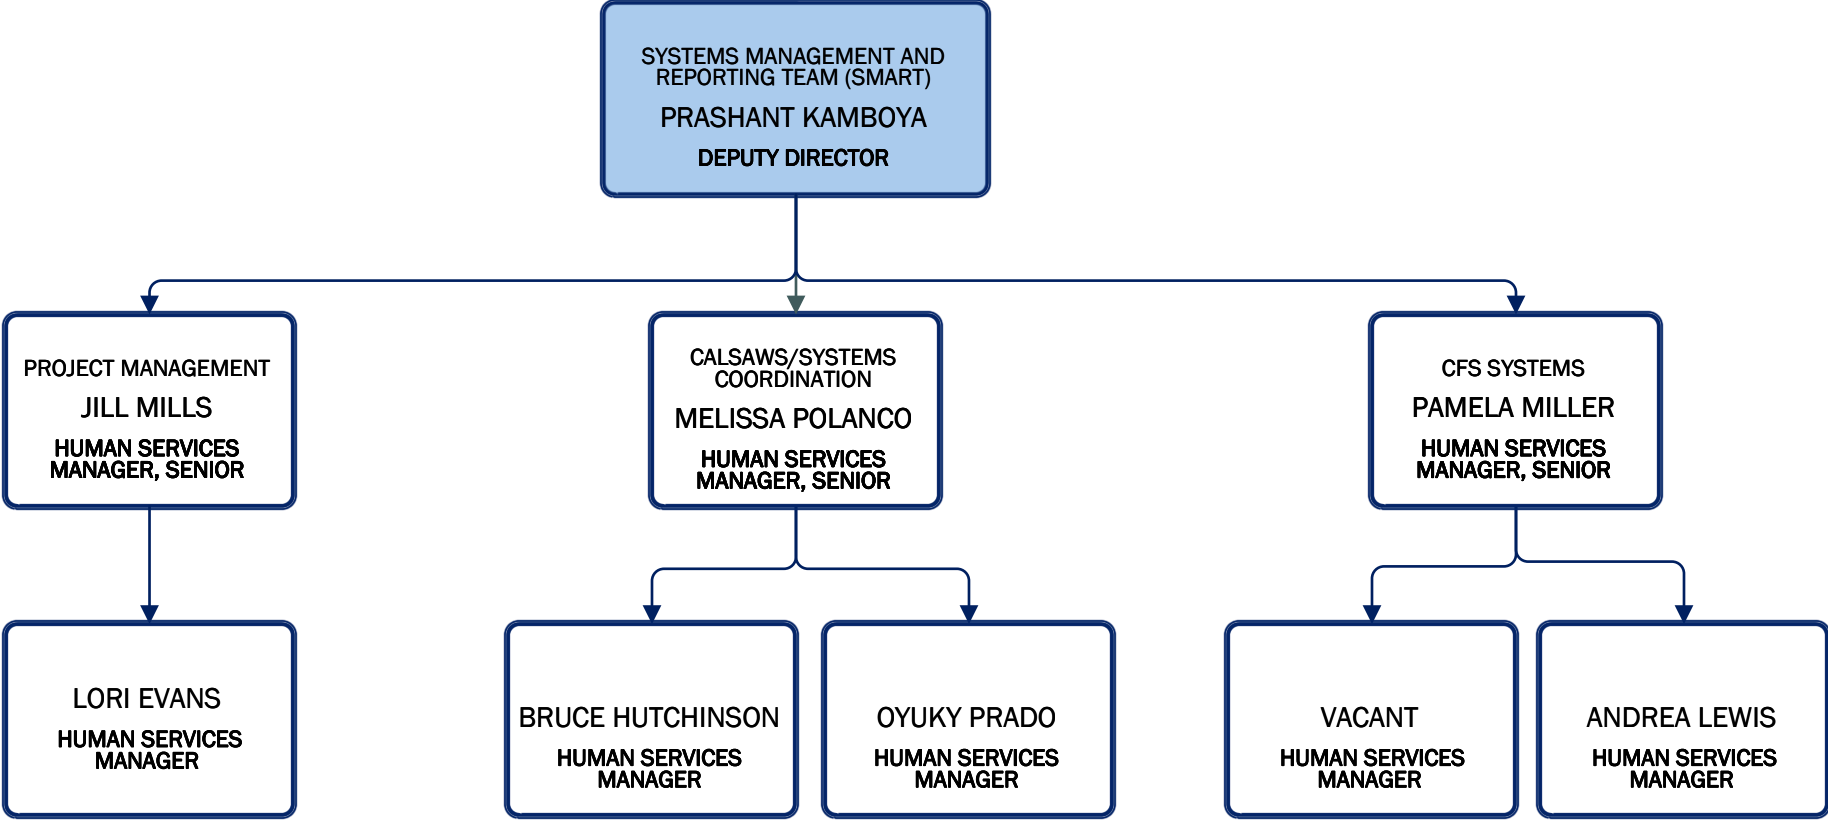 SYSTEMS MANAGEMENT AND
REPORTING TEAM (SMART)
PRASHANT KAMBOYA
DEPUTY DIRECTOR
PROJECT MANAGEMENT
JILL MILLS
HUMAN SERVICES
MANAGER, SENIOR
CALSAWS/SYSTEMS
COORDINATION
MELISSA POLANCO
HUMAN SERVICES
MANAGER, SENIOR
CFS SYSTEMS
PAMELA MILLER
HUMAN SERVICES
MANAGER, SENIOR
LORI EVANS
HUMAN SERVICES
MANAGER
BRUCE HUTCHINSON
HUMAN SERVICES
MANAGER
OYUKY PRADO
HUMAN SERVICES
MANAGER
VACANT
HUMAN SERVICES
MANAGER
ANDREA LEWIS
HUMAN SERVICES
MANAGER